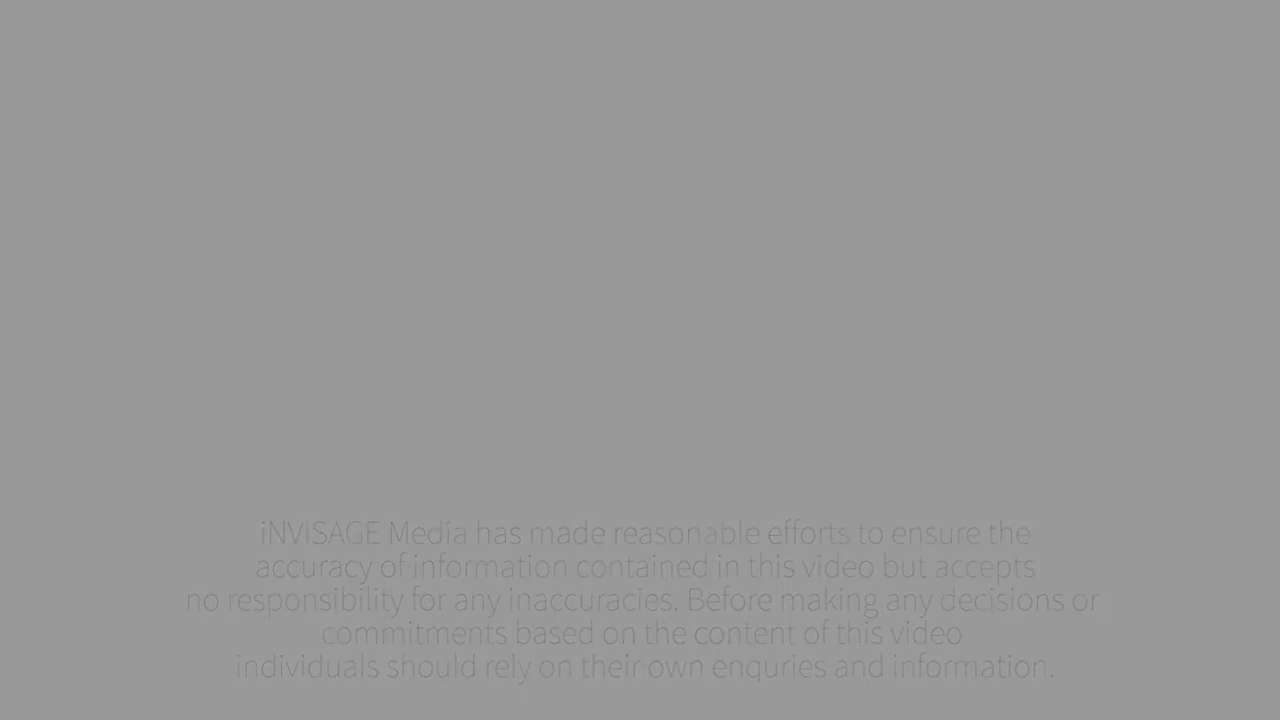 iNVISAGE Media has made reasonable efforts to ensure the
accuracy of information contained in this video but accepts
no responsibility for any inaccuracies. Before making any decisions or
commitments based on the content of this video
individuals should rely on their own enquries and information.